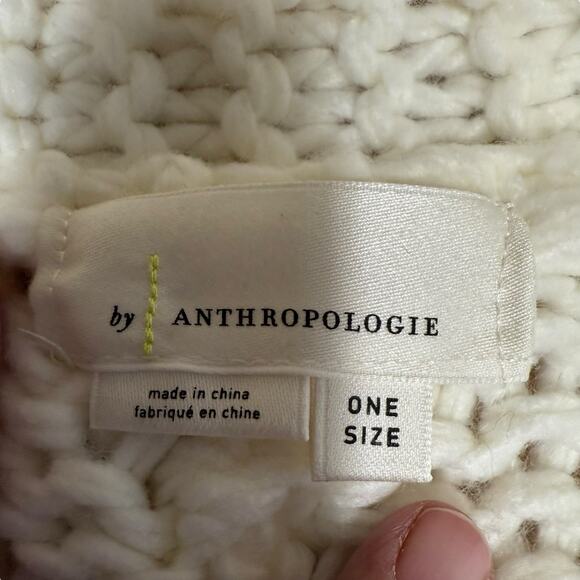 by ANTHROPOLOGIE
made in china
fabriqué en chine
ONE
SIZE